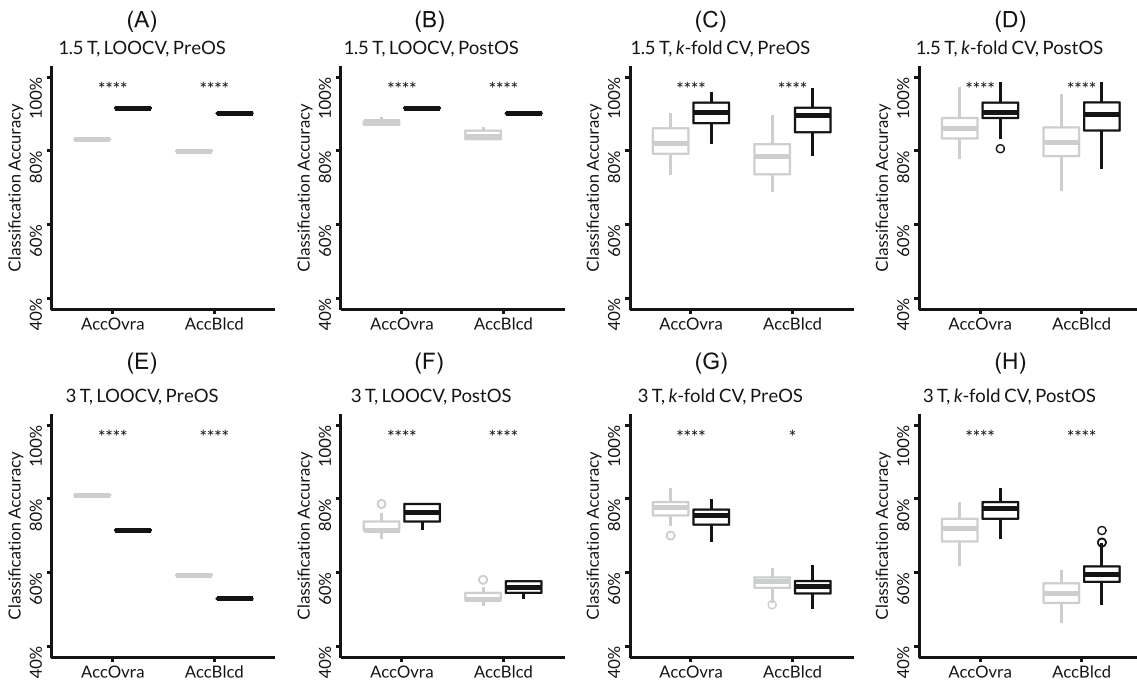 (A)
1.5 T, LOOCV, PreOS
Classification Accuracy
100%
80%
60%
40%
****
****
AccOvra
AccBlcd
(B)
1.5 T, LOOCV, PostOS
Classification Accuracy
100%
80%
60%
40%
****
****
AccOvra
AccBlcd
(C)
1.5 T, k-fold CV, PreOS
Classification Accuracy
100%
80%
60%
40%
****
****
AccOvra
AccBlcd
(D)
1.5 T, k-fold CV, PostOS
Classification Accuracy
100%
80%
60%
40%
****
****
AccOvra
AccBlcd
(E)
3 T, LOOCV, PreOS
Classification Accuracy
100%
80%
60%
40%
****
****
AccOvra
AccBlcd
(F)
3 T, LOOCV, PostOS
Classification Accuracy
100%
80%
60%
40%
****
****
AccOvra
AccBlcd
(G)
3 T, k-fold CV, PreOS
Classification Accuracy
100%
80%
60%
40%
****
*
AccOvra
AccBlcd
(H)
3 T, k-fold CV, PostOS
Classification Accuracy
100%
80%
60%
40%
****
****
AccOvra
AccBlcd